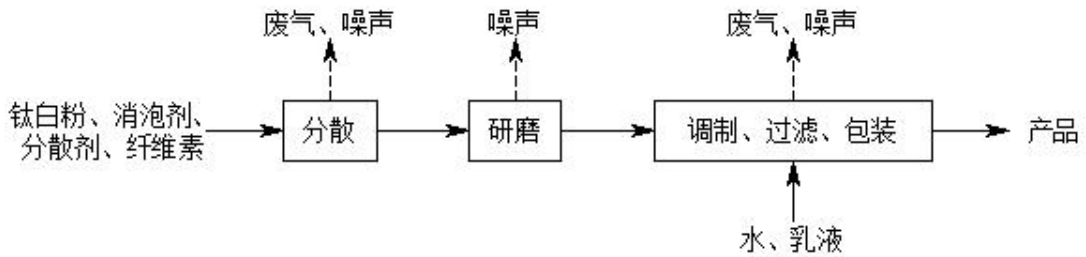 废气、噪声
噪声
废气、噪声
钛白粉、消泡剂、
分散剂、纤维素
分散
研磨
调制、过滤、包装
产品
水、乳液